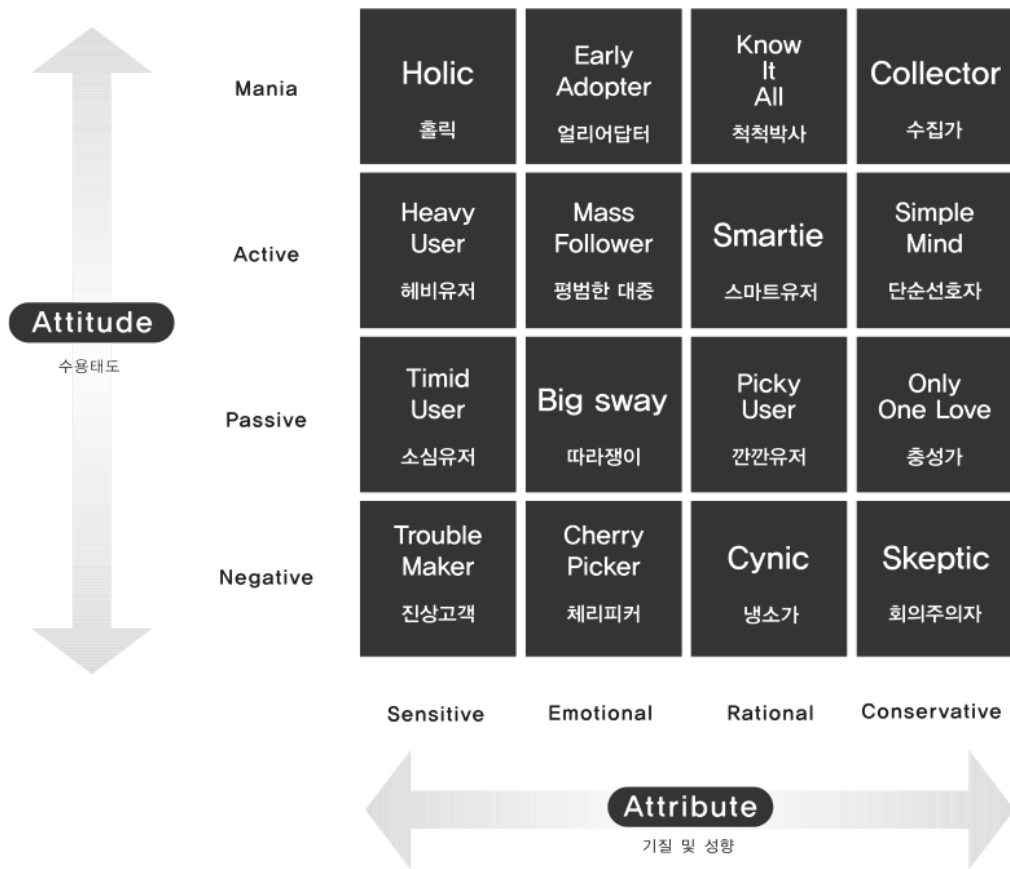 Mania
Holic
홀릭
Early
Adopter
얼리어답터
Know
It
All
척척박사
Collector
수집가
Active
Heavy
User
헤비유저
Mass
Follower
평범한 대중
Smartie
스마트유저
Simple
Mind
단순선호자
Attitude
수용태도
Passive
Timid
User
소심유저
Big sway
따라쟁이
Picky
User
깐깐유저
Only
One Love
충성가
Negative
Trouble
Maker
진상고객
Cherry
Picker
체리피커
Cynic
냉소가
Skeptic
회의주의자
Sensitive
Emotional
Rational
Conservative
Attribute
기질 및 성향